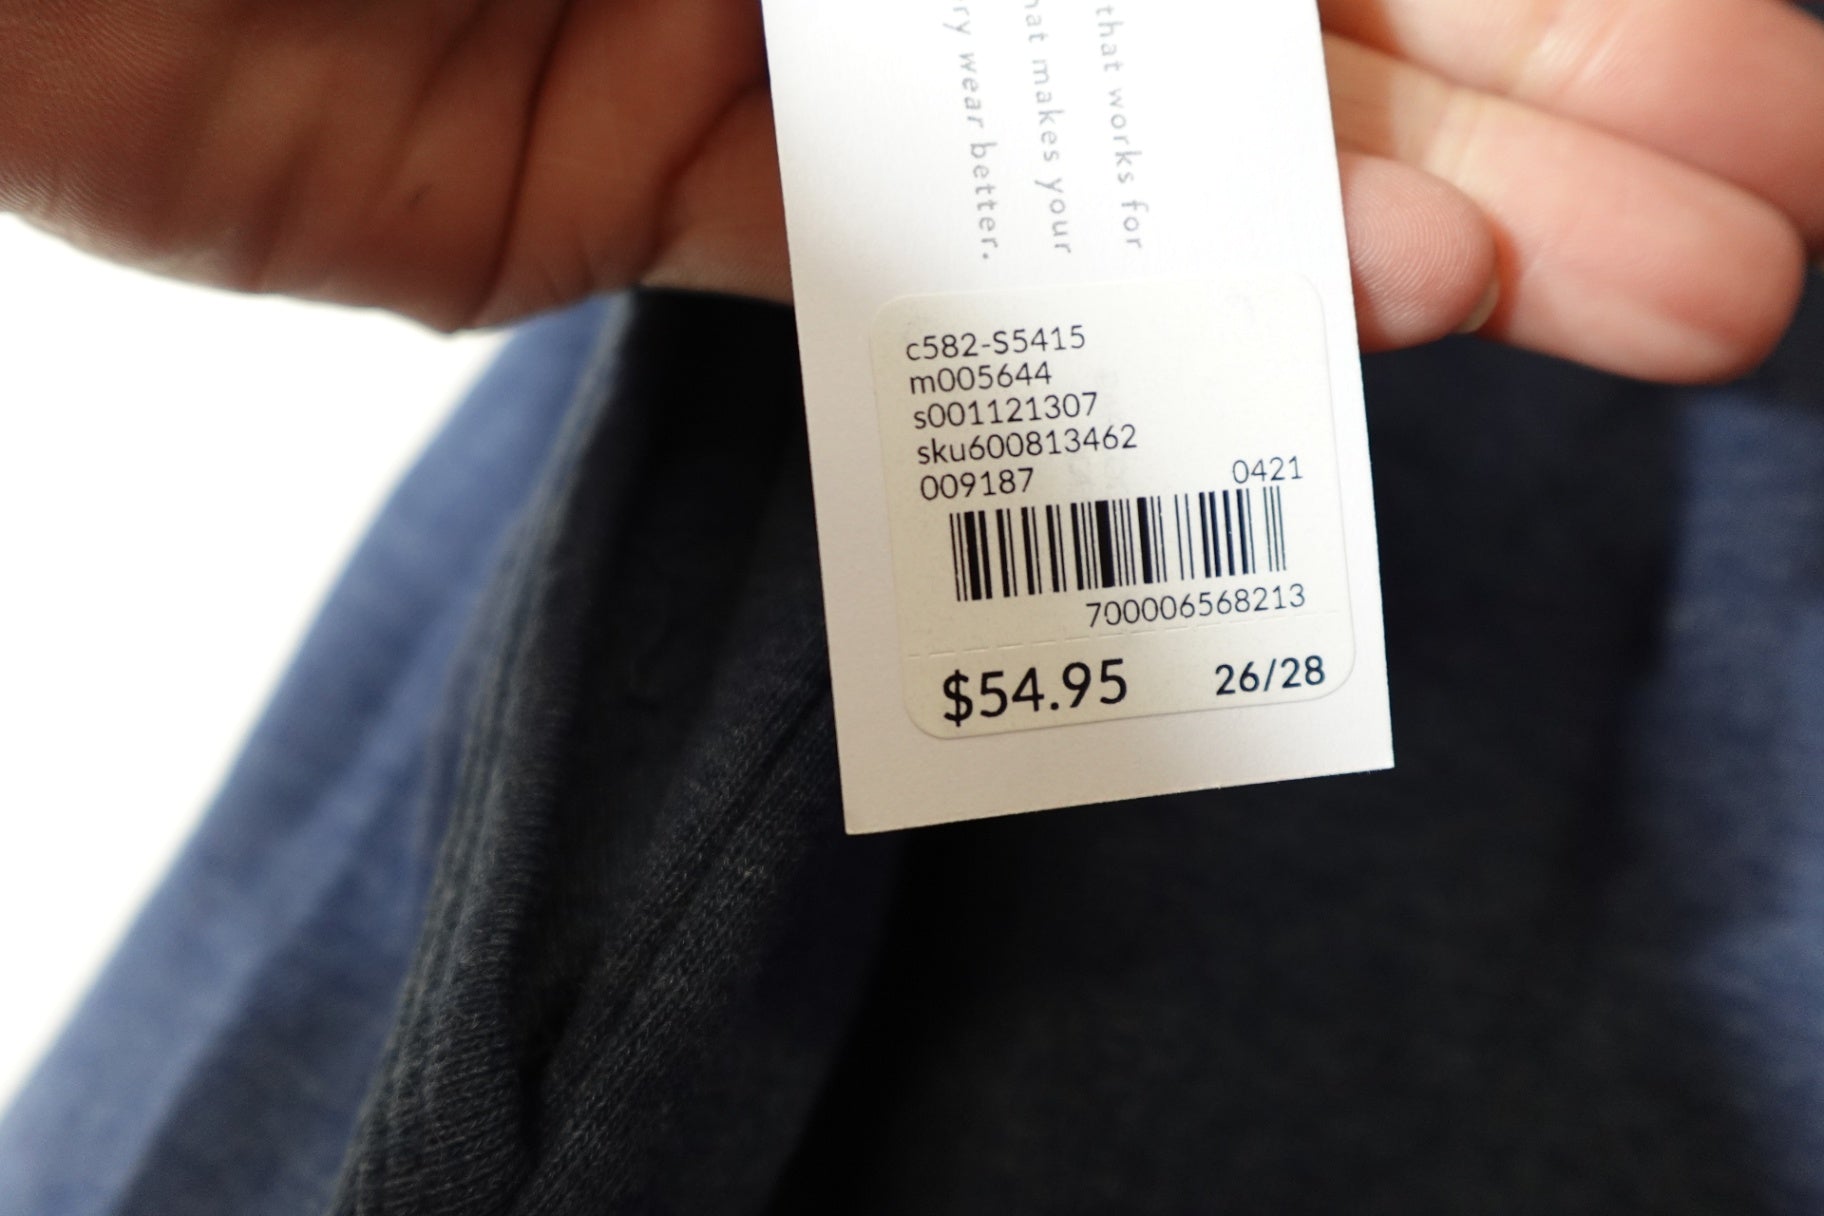 that works for
hat makes your
ry wear better.
c582-S5415
m005644
s001121307
sku600813462
009187 0421
700006568213
$54.95 26/28